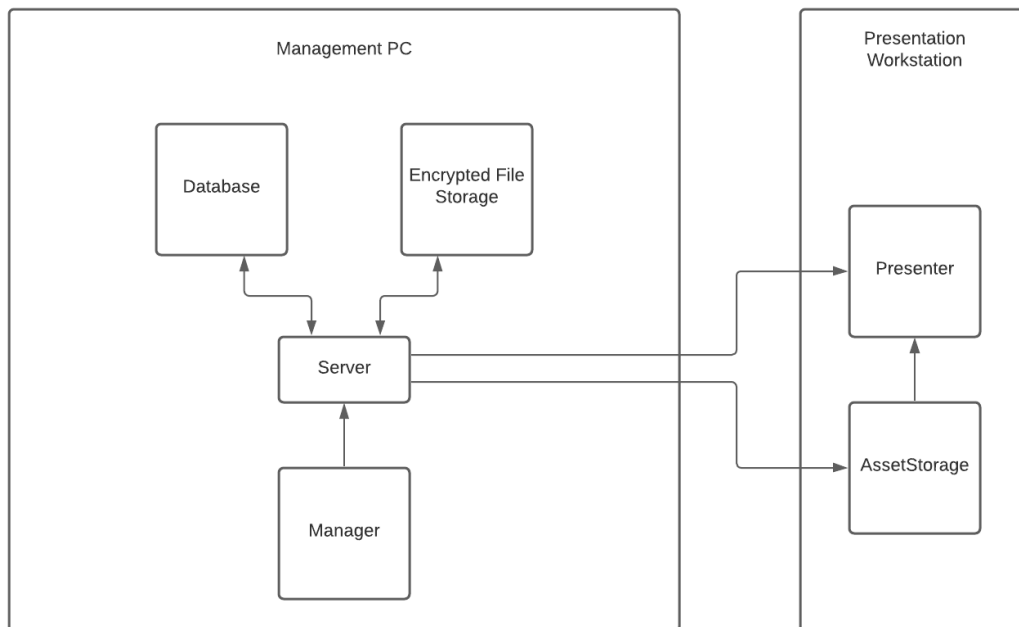 Management PC
Presentation
Workstation
Database
Encrypted File
Storage
Presenter
Server
AssetStorage
Manager